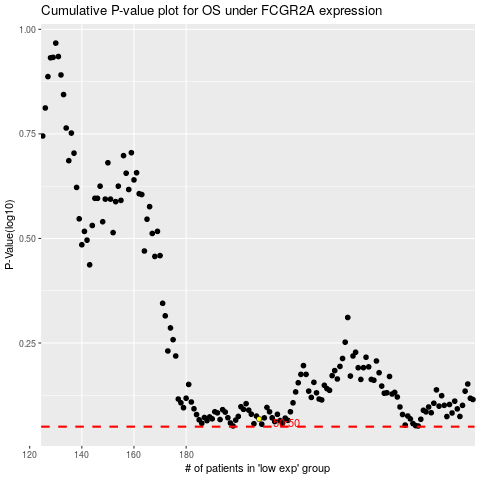 Cumulative P-value plot for OS under FCGR2A expression
1.00
0.75
0.50
0.25
P-Value(log10)
120 140 160 180
# of patients in 'low exp' group